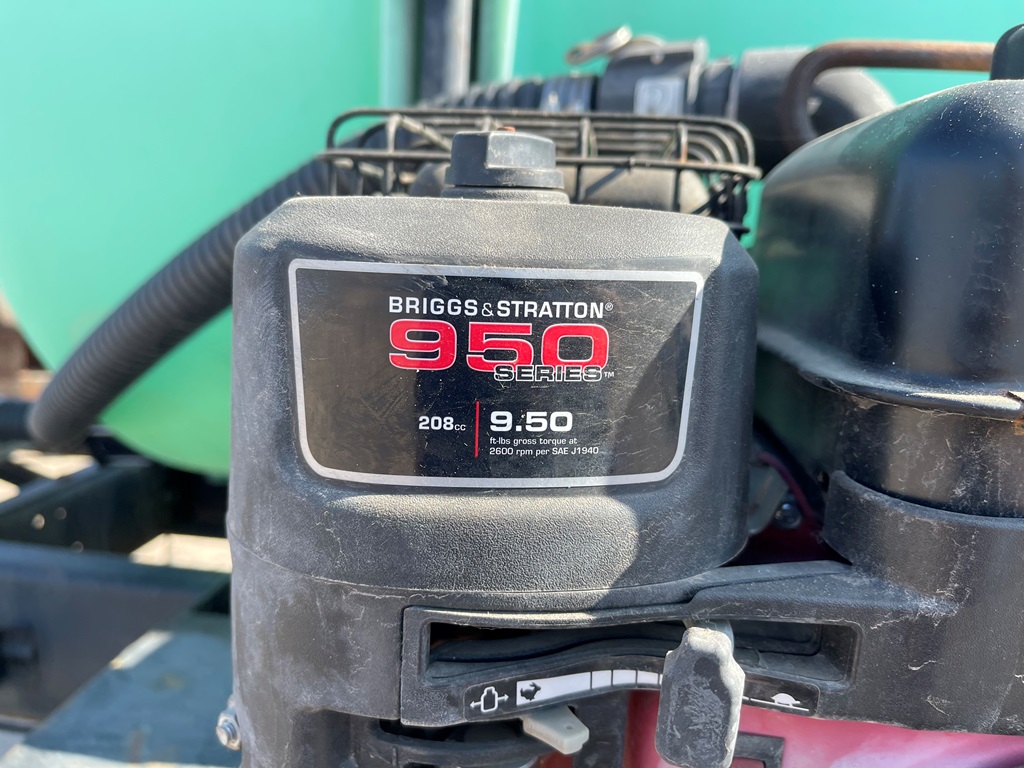 BRIGGS & STRATTON®
950
SERIES™
208cc
9.50
ft-lbs gross torque at
2600 rpm per SAE J1940